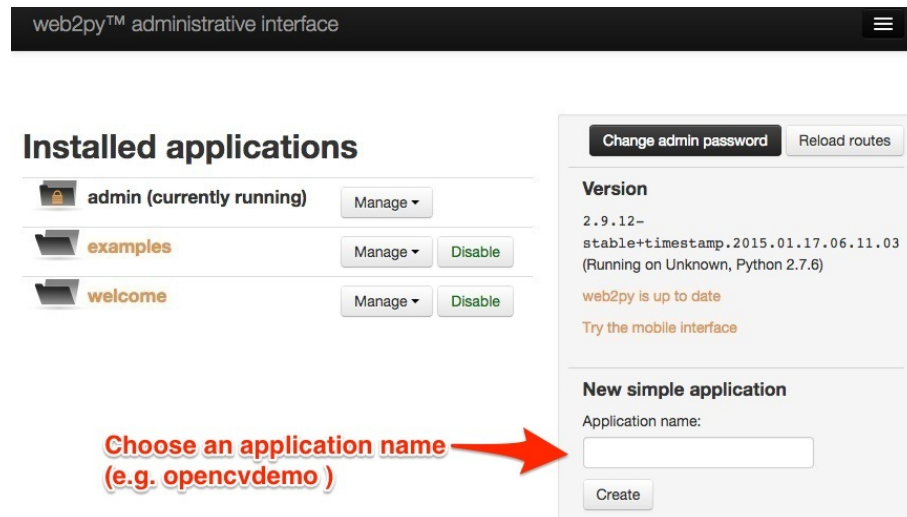 web2py™ administrative interface
Installed applications
admin (currently running)
Manage
examples
Manage
Disable
welcome
Manage
Disable
Change admin password
Reload routes
Version
2.9.12-
stable+timestamp.2015.01.17.06.11.03
(Running on Unknown, Python 2.7.6)
web2py is up to date
Try the mobile interface
New simple application
Application name:
Choose an application name
(e.g. opencvdemo )
Create